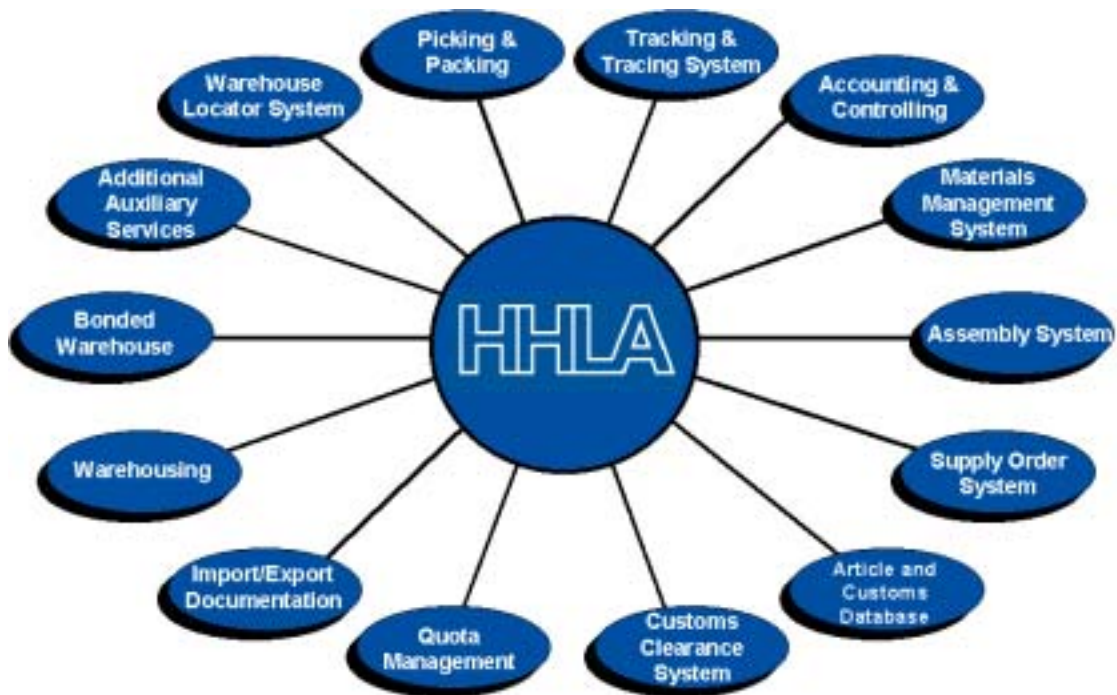 Picking &
Packing
Tracking &
Tracing System
Warehouse
Locator System
Accounting &
Controlling
Additional
Auxiliary
Services
Materials
Management
System
HHLA
Bonded
Warehouse
Assembly System
Warehousing
Supply Order
System
Import/Export
Documentation
Article and
Customs
Database
Quota
Management
Customs
Clearance
System